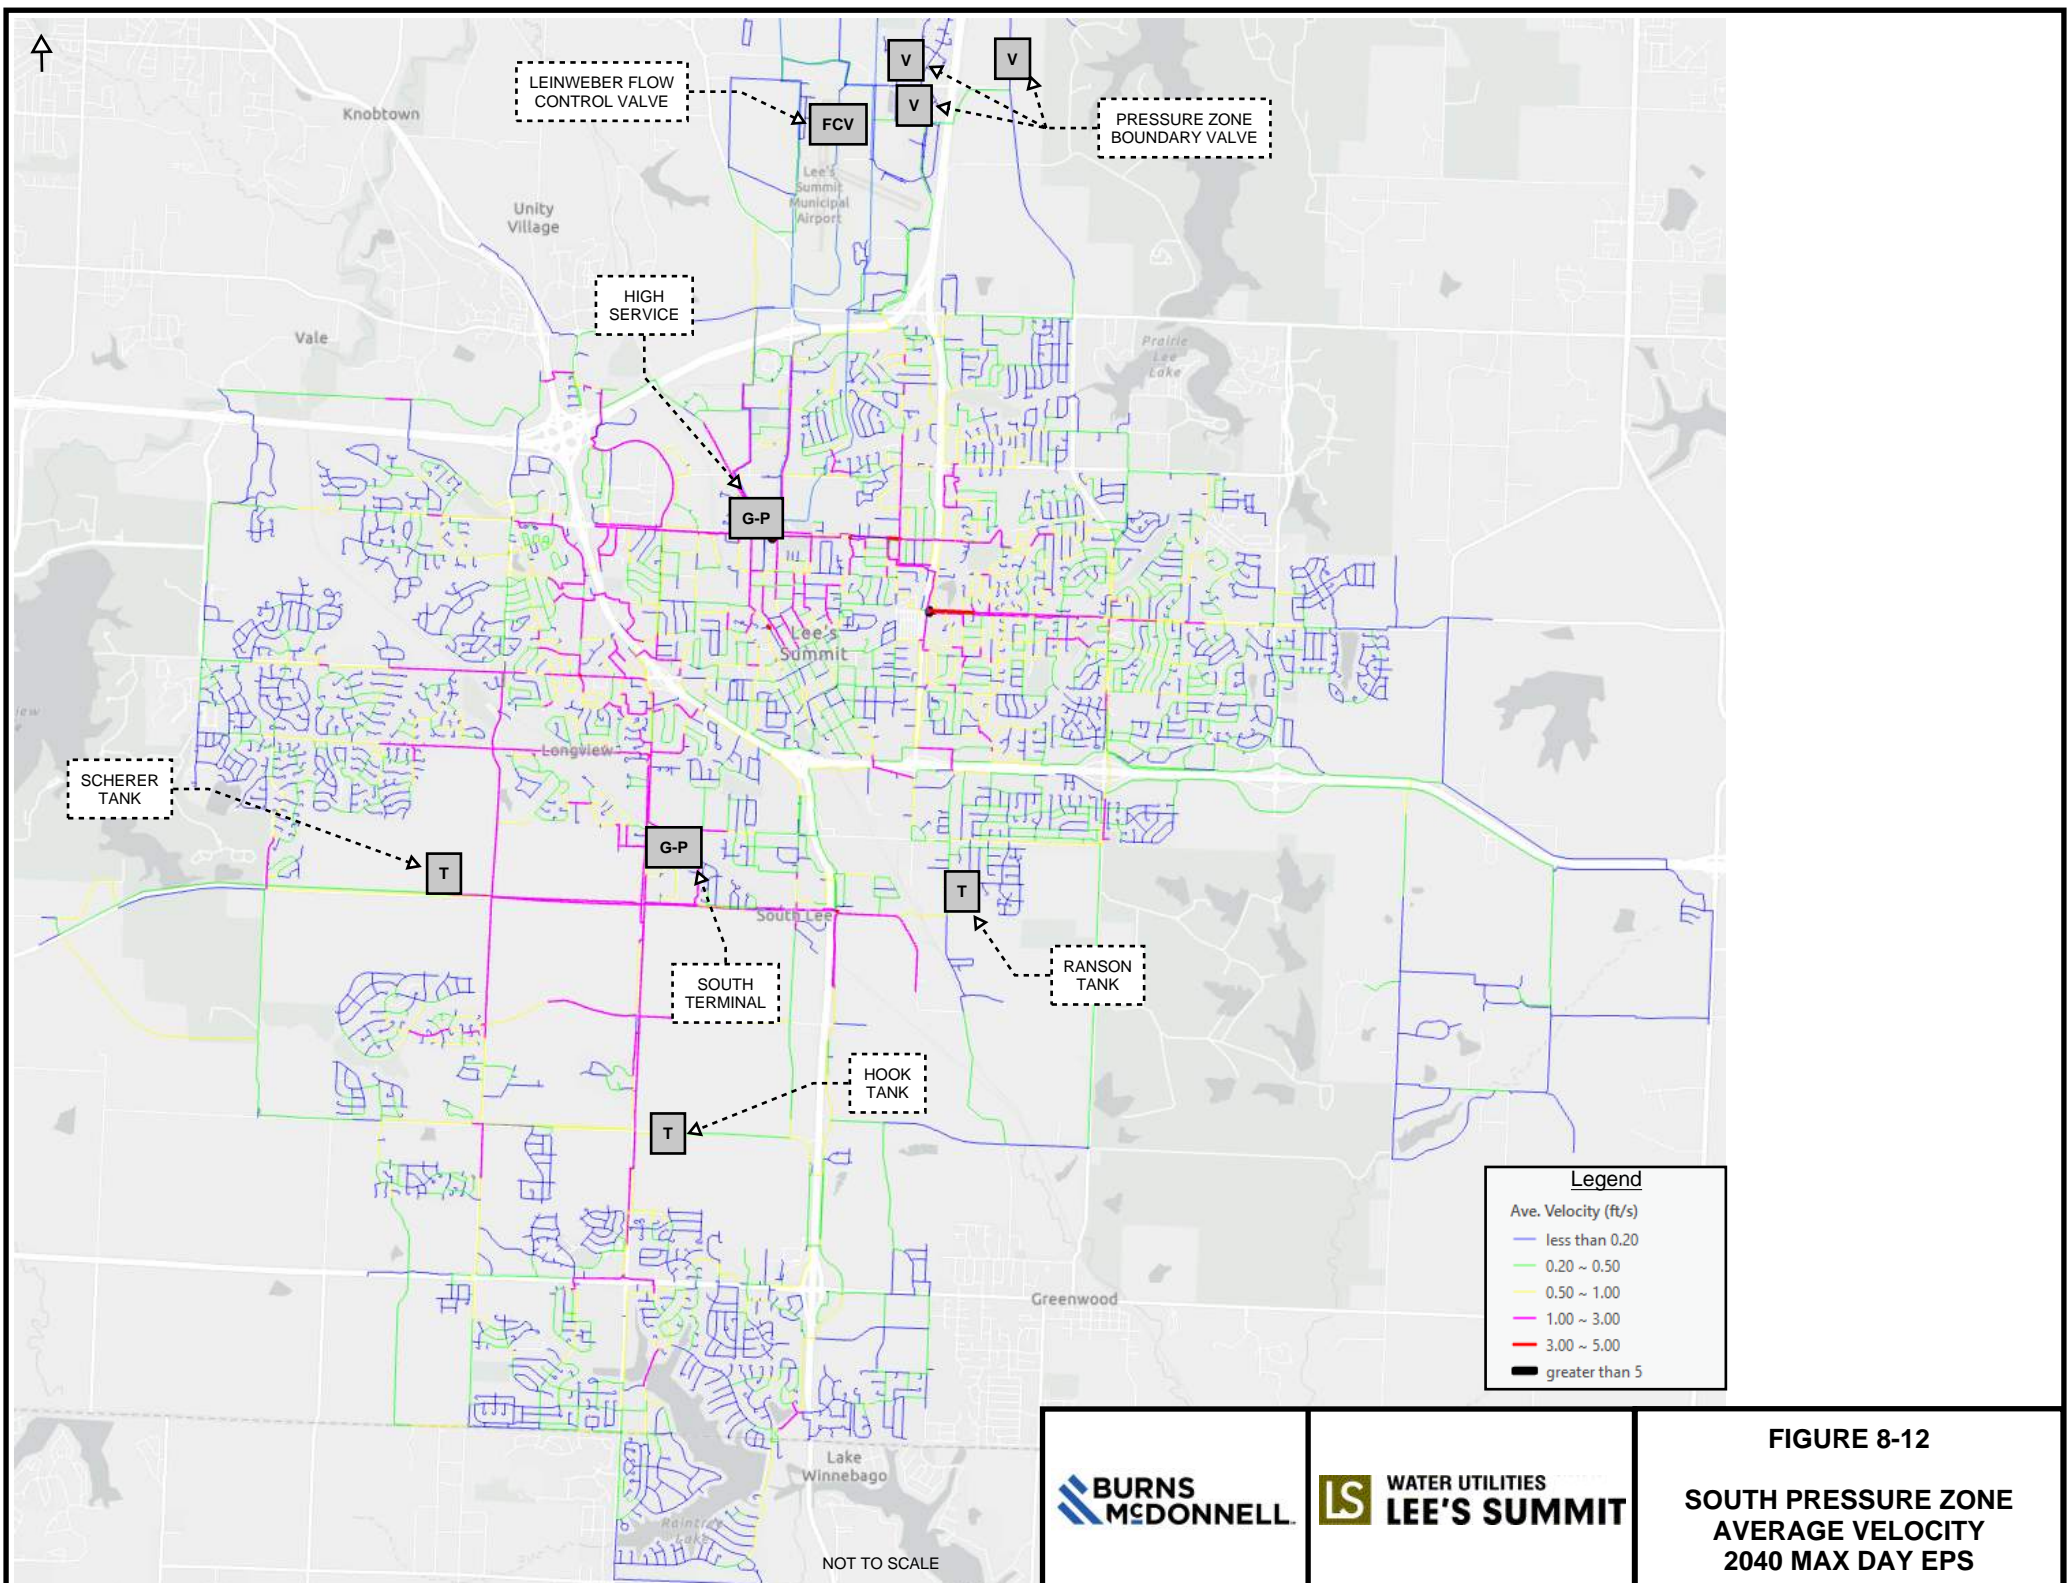 V
V
LEINWEBER FLOW
CONTROL VALVE
V
FCV
PRESSURE ZONE
BOUNDARY VALVE
Knobtown
Lee's
Summit
Municipal
Airport
Unity
Village
HIGH
SERVICE
Vale
Prairie
Lee
Lake
G-P
Lee's
Summit
Longview
SCHERER
TANK
G-P
T
T
South Lee
SOUTH
TERMINAL
RANSON
TANK
HOOK
TANK
T
Greenwood
Legend
Ave. Velocity (ft/s)
less than 0.20
0.20 ~ 0.50
0.50 ~ 1.00
1.00 ~ 3.00
3.00 ~ 5.00
greater than 5
Lake
Winnebago
Raintree
Lake
NOT TO SCALE
BURNS
McDONNELL
LS
WATER UTILITIES
LEE'S SUMMIT
FIGURE 8-12
SOUTH PRESSURE ZONE
AVERAGE VELOCITY
2040 MAX DAY EPS